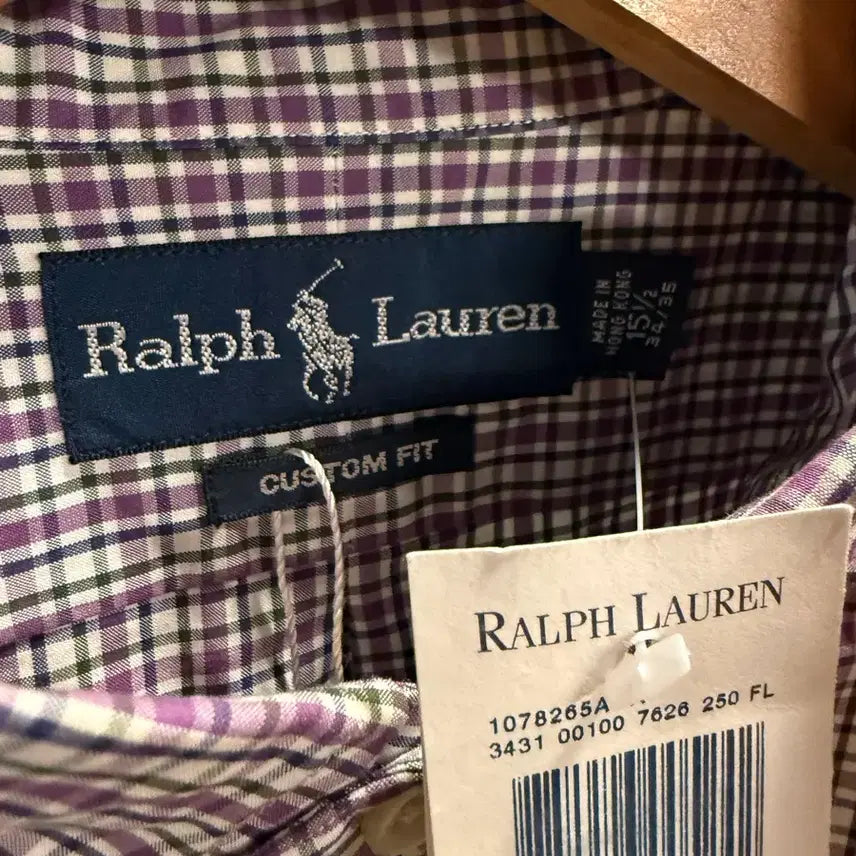 Ralph Lauren
MADE IN
HONG KONG
15½
34/35
CUSTOM FIT
RALPH LAUREN
1078265A
3431 00100 7626 250 FL